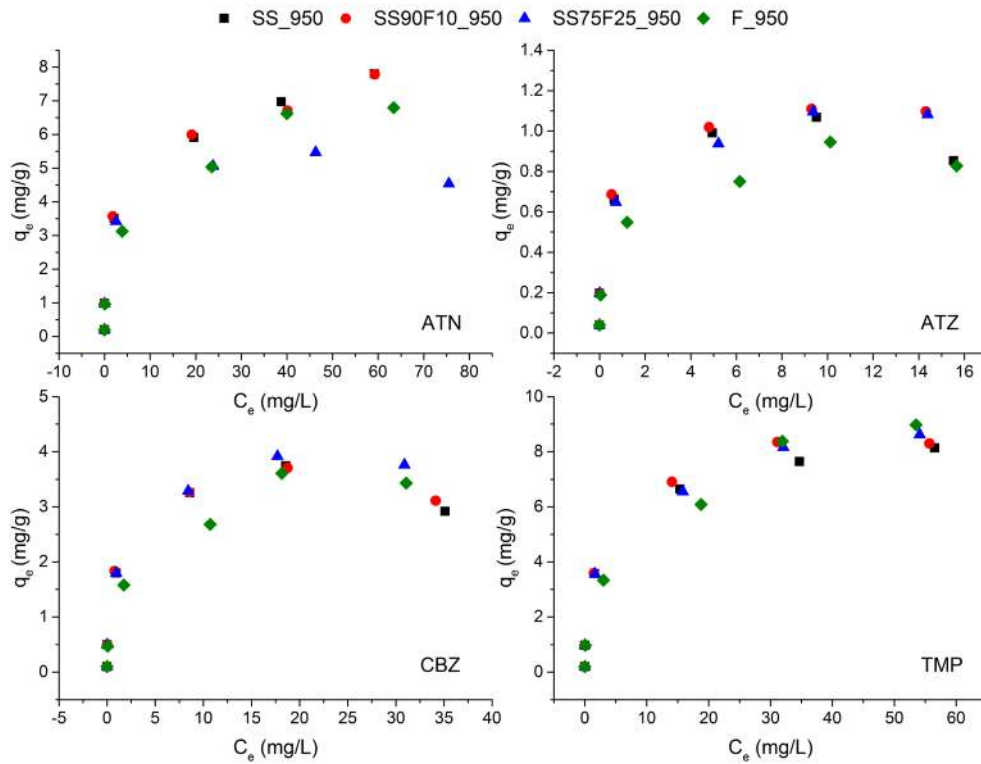 SS_950 SS90F10_950 SS75F25_950 F_950
qe (mg/g)
8
7
6
5
4
3
2
1
0
ATN
-10 0 10 20 30 40 50 60 70 80
Ce (mg/L)
qe (mg/g)
1.4
1.2
1.0
0.8
0.6
0.4
0.2
0.0
ATZ
-2 0 2 4 6 8 10 12 14 16
Ce (mg/L)
qe (mg/g)
5
4
3
2
1
0
CBZ
-5 0 5 10 15 20 25 30 35 40
Ce (mg/L)
qe (mg/g)
10
8
6
4
2
0
TMP
0 10 20 30 40 50 60
Ce (mg/L)